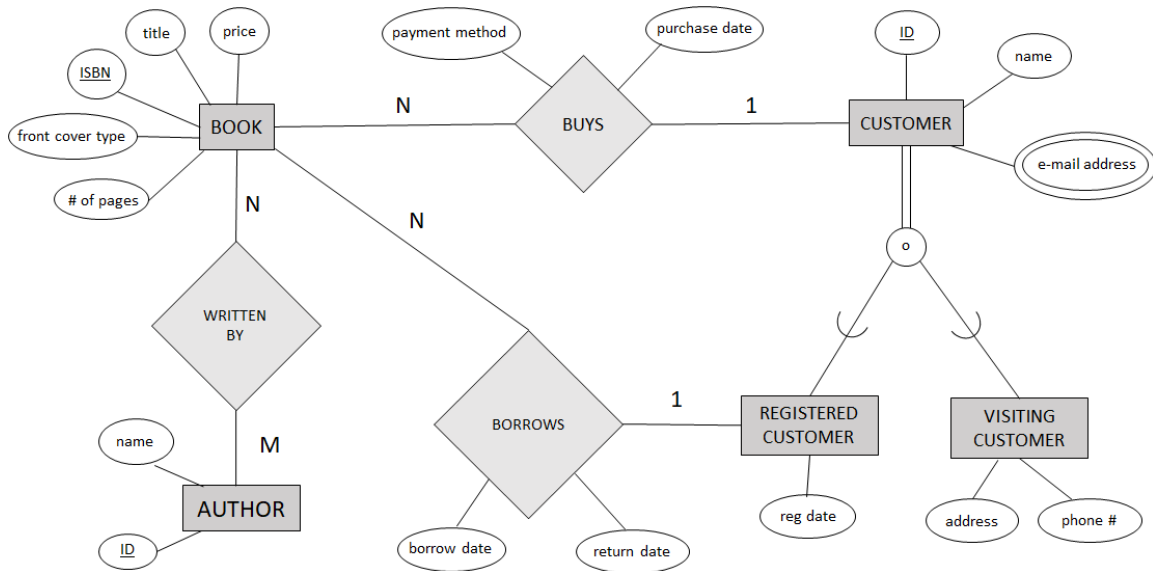 title
price
payment method
purchase date
ID
name
ISBN
BOOK
N
BUYS
1
CUSTOMER
front cover type
e-mail address
# of pages
N
N
o
WRITTEN
BY
BORROWS
1
REGISTERED
CUSTOMER
VISITING
CUSTOMER
name
M
AUTHOR
ID
borrow date
return date
reg date
address
phone #